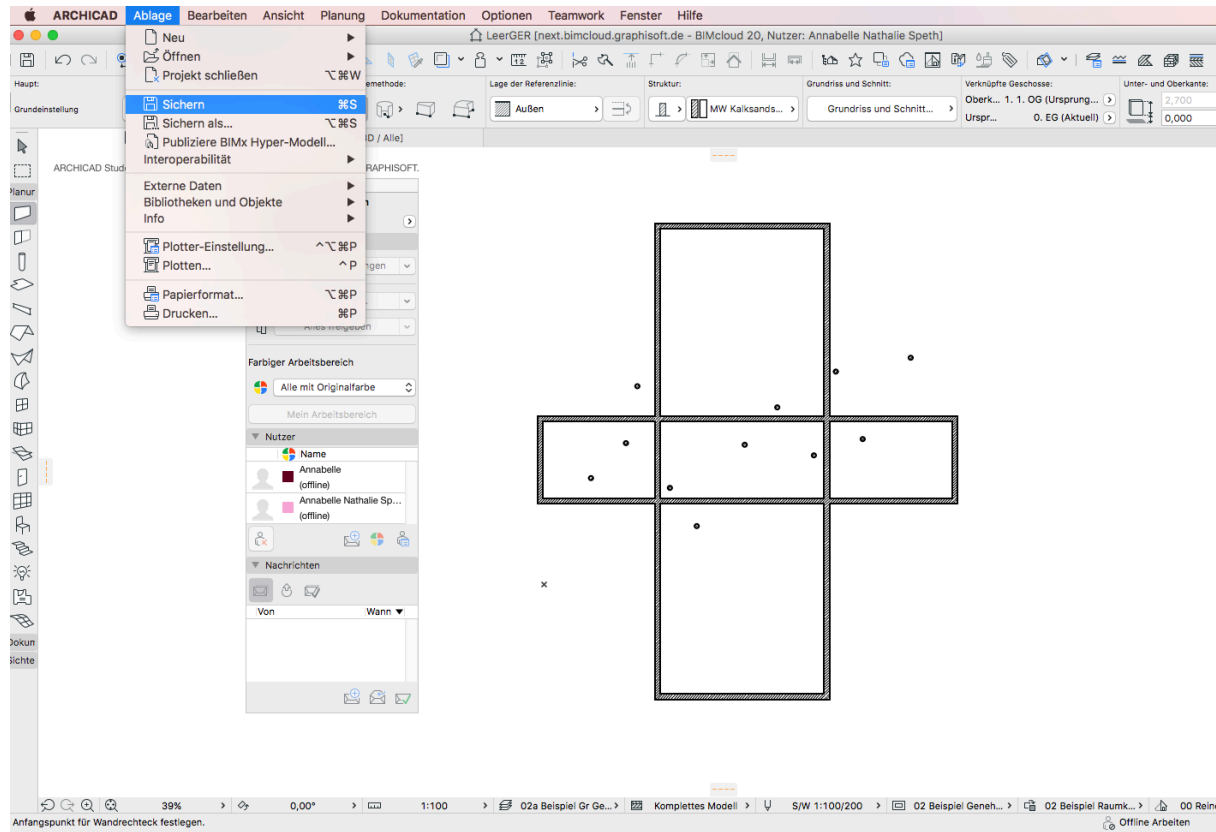 ARCHICAD Ablage Bearbeiten Ansicht Planung Dokumentation Optionen Teamwork Fenster Hilfe
LeerGER [next.bimcloud.graphisoft.de - BIMcloud 20, Nutzer: Annabelle Nathalie Speth]
Neu
Öffnen
Projekt schließen ⌥⌘W
Sichern ⌘S
Sichern als... ⌥⌘S
Publiziere BIMx Hyper-Modell...
Interoperabilität
Externe Daten
Bibliotheken und Objekte
Info
Plotter-Einstellung... ^⌥⌘P
Plotten... ^P
Papierformat... ⌥⌘P
Drucken... ⌘P
Haupt:
Grundeinstellung
emethode:
Lage der Referenzlinie:
Außen
Struktur:
MW Kalksands...
Grundriss und Schnitt:
Grundriss und Schnitt...
Verknüpfte Geschosse:
Oberk... 1. 1. OG (Ursprung...
Urspr... 0. EG (Aktuell)
Unter- und Oberkante:
2,700
0,000
3D / Alle]
ARCHICAD Stud
RAPHISOFT.
Planur
Dokum
Sichte
ngen
Alles freigeben
Farbiger Arbeitsbereich
Alle mit Originalfarbe
Mein Arbeitsbereich
Nutzer
Name
Annabelle
(offline)
Annabelle Nathalie Sp...
(offline)
Nachrichten
Von Wann
39% 0,00° 1:100 02a Beispiel Gr Ge... Komplettes Modell S/W 1:100/200 02 Beispiel Geneh... 02 Beispiel Raumk... 00 Rein
Anfangspunkt für Wandrechteck festlegen.
Offline Arbeiten